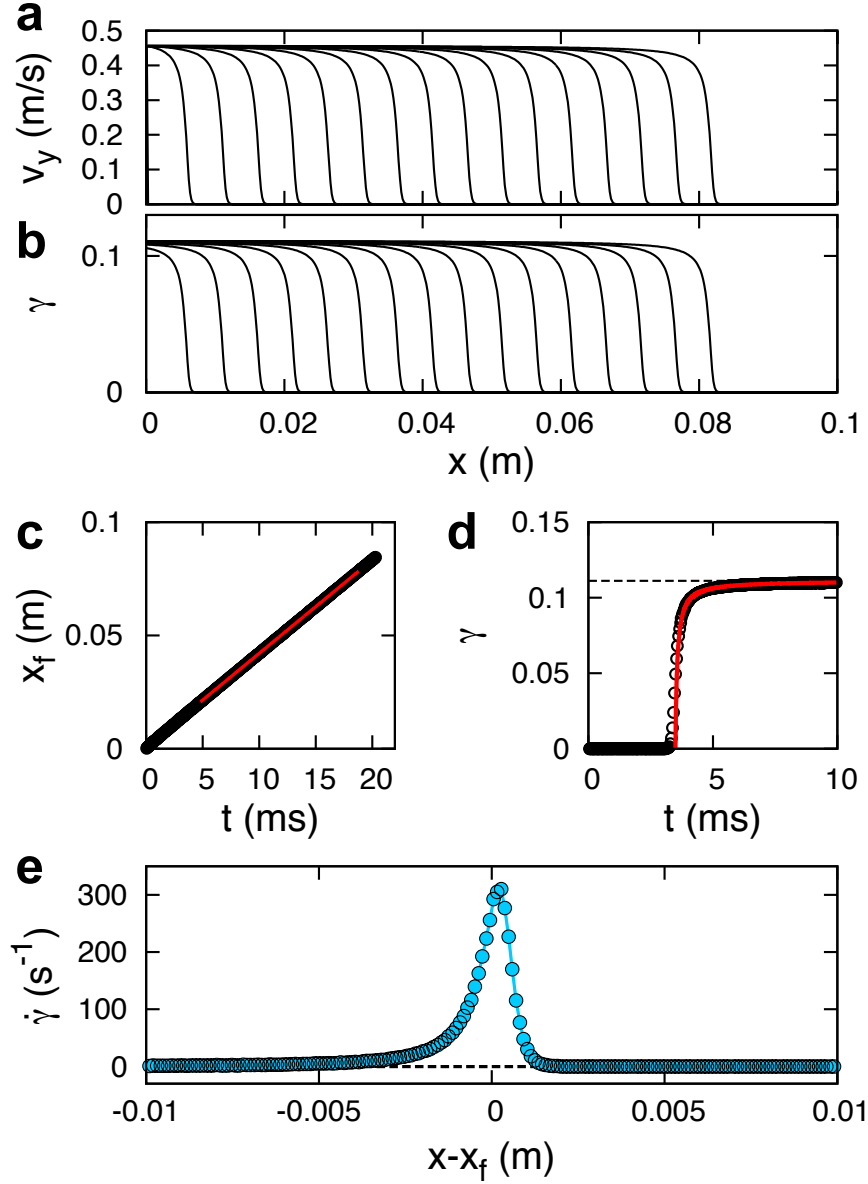 a
0.5
0.4
0.3
0.2
0.1
0
v_y (m/s)
b
0.1
0
γ
0 0.02 0.04 0.06 0.08 0.1
x (m)
c
0.1
0.05
0
x_f (m)
0 5 10 15 20
t (ms)
d
0.15
0.1
0.05
0
γ
0 5 10
t (ms)
e
300
200
100
0
γ̇ (s⁻¹)
-0.01 -0.005 0 0.005 0.01
x-x_f (m)